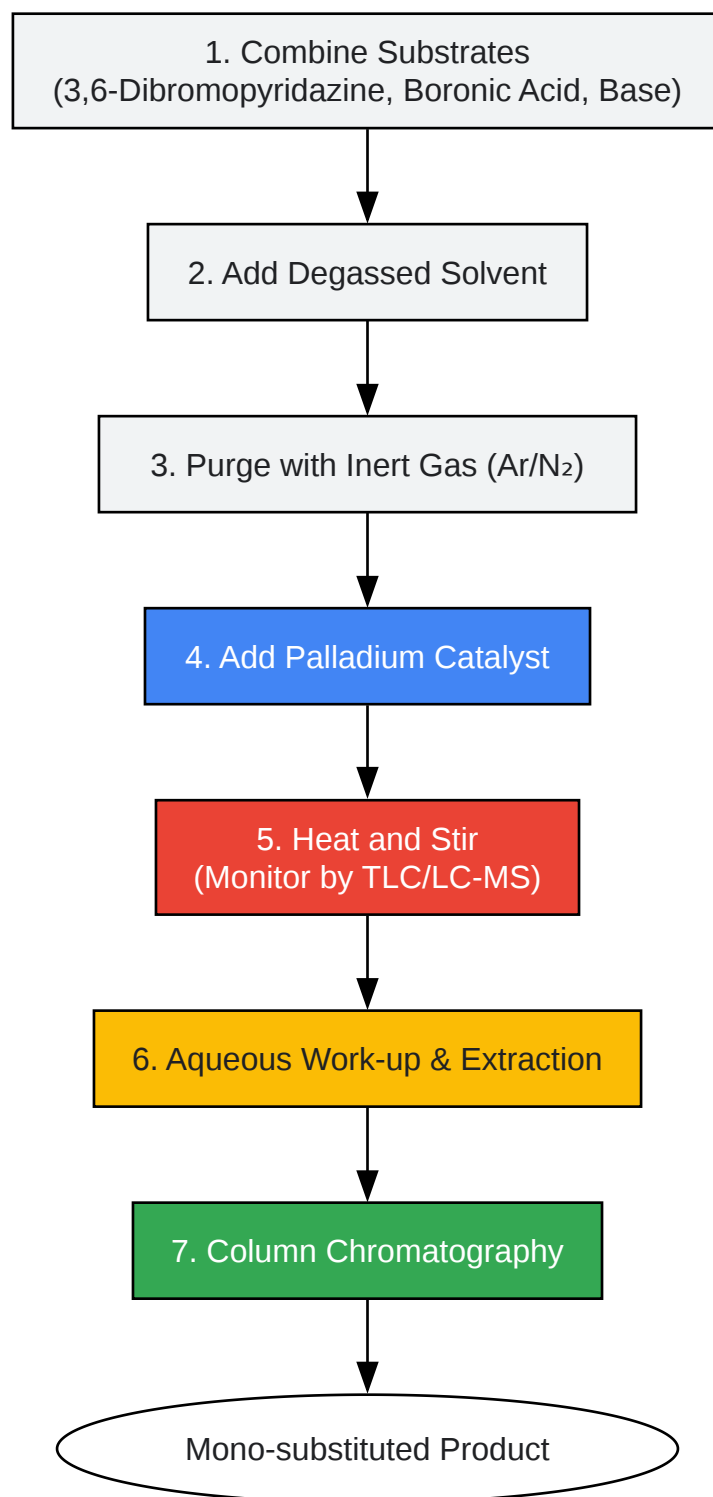 1. Combine Substrates
(3,6-Dibromopyridazine, Boronic Acid, Base)
2. Add Degassed Solvent
3. Purge with Inert Gas (Ar/N₂)
4. Add Palladium Catalyst
5. Heat and Stir
(Monitor by TLC/LC-MS)
6. Aqueous Work-up & Extraction
7. Column Chromatography
Mono-substituted Product